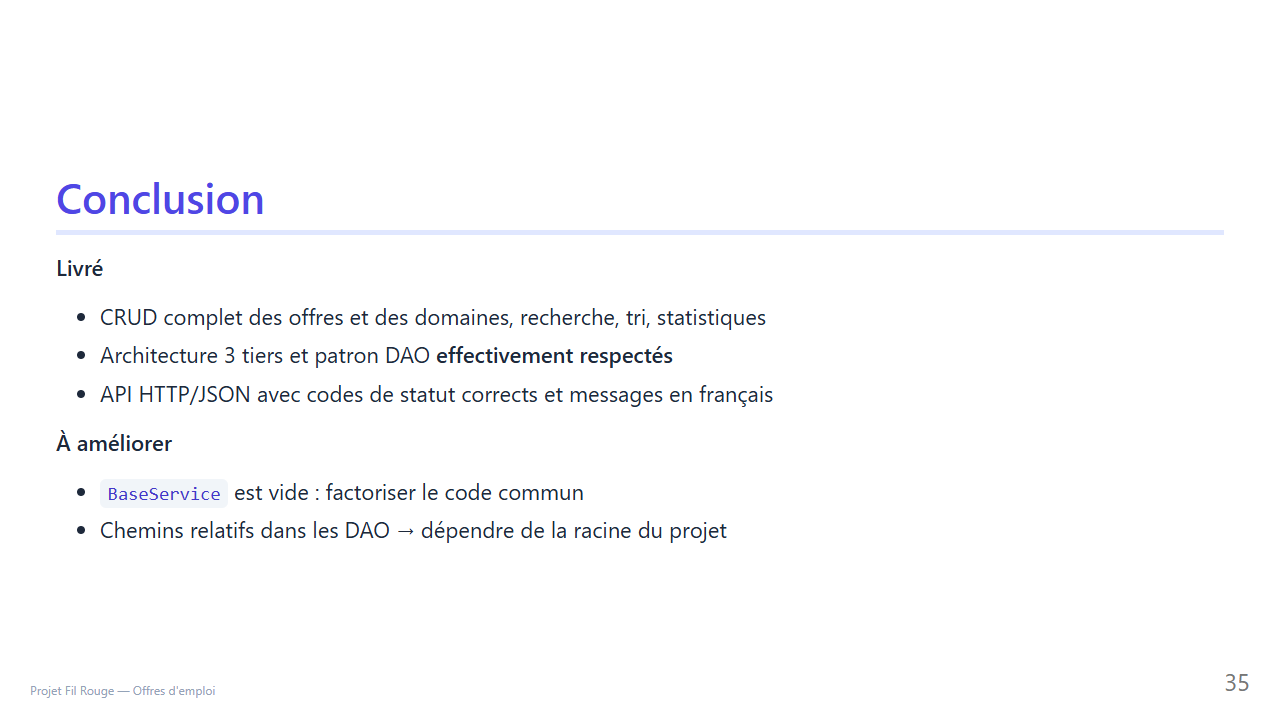 Conclusion
Livré
• CRUD complet des offres et des domaines, recherche, tri, statistiques
• Architecture 3 tiers et patron DAO effectivement respectés
• API HTTP/JSON avec codes de statut corrects et messages en français
À améliorer
• BaseService est vide : factoriser le code commun
• Chemins relatifs dans les DAO → dépendre de la racine du projet
Projet Fil Rouge — Offres d'emploi
35